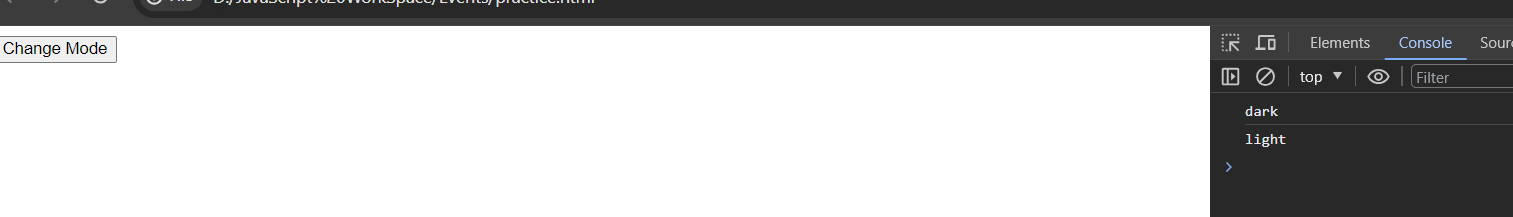 D:/JavaScript%20WorkSpace/Events/practice.html
Change Mode
Elements Console
top Filter
dark
light